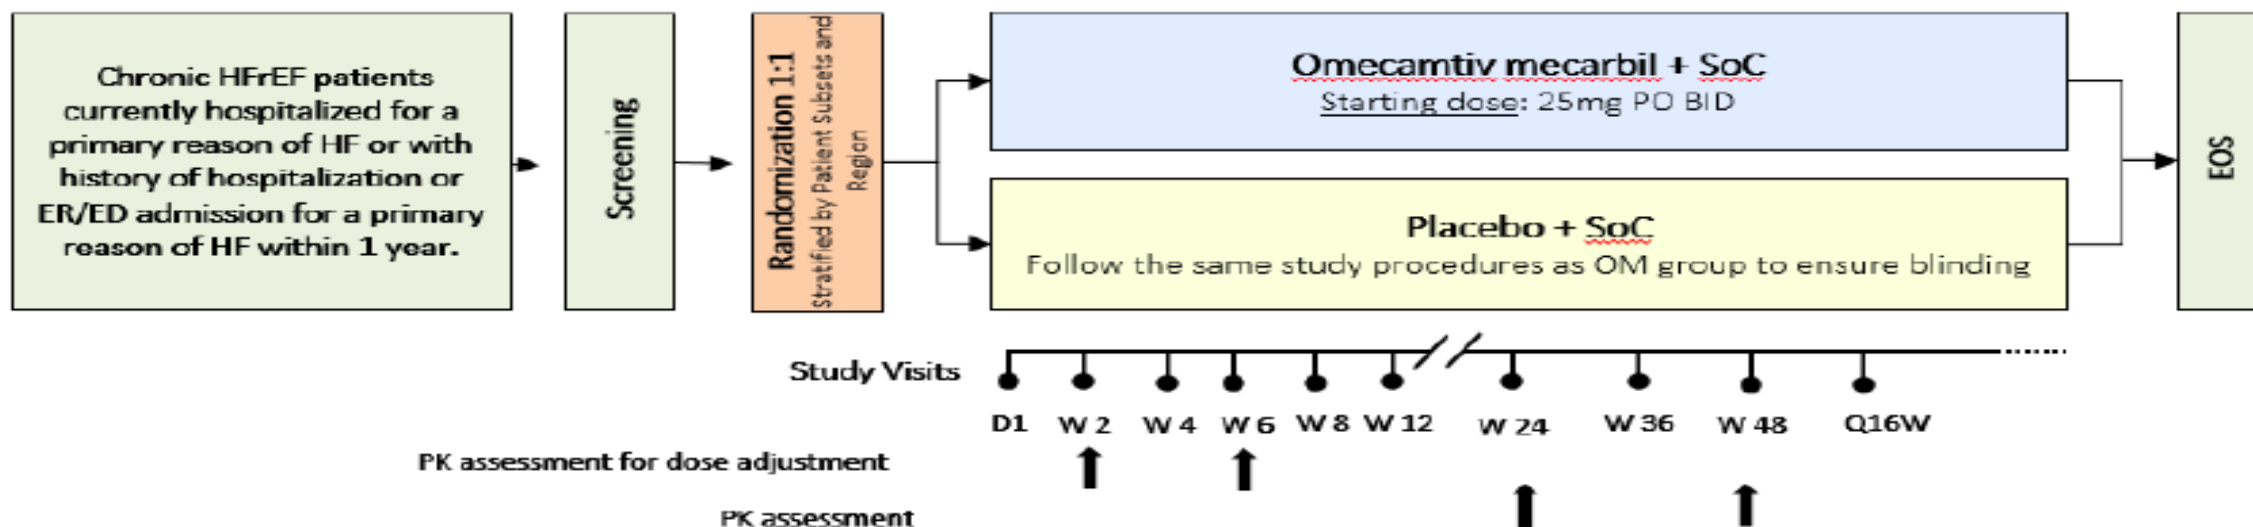 Chronic HFrEF patients
currently hospitalized for a
primary reason of HF or with
history of hospitalization or
ER/ED admission for a primary
reason of HF within 1 year.
Screening
Randomization 1:1
stratified by Patient Subsets and
Region
Omecamtiv mecarbil + SoC
Starting dose: 25mg PO BID
Placebo + SoC
Follow the same study procedures as OM group to ensure blinding
EOS
Study Visits
D1 W 2 W 4 W 6 W 8 W 12 W 24 W 36 W 48 Q16W
PK assessment for dose adjustment
PK assessment